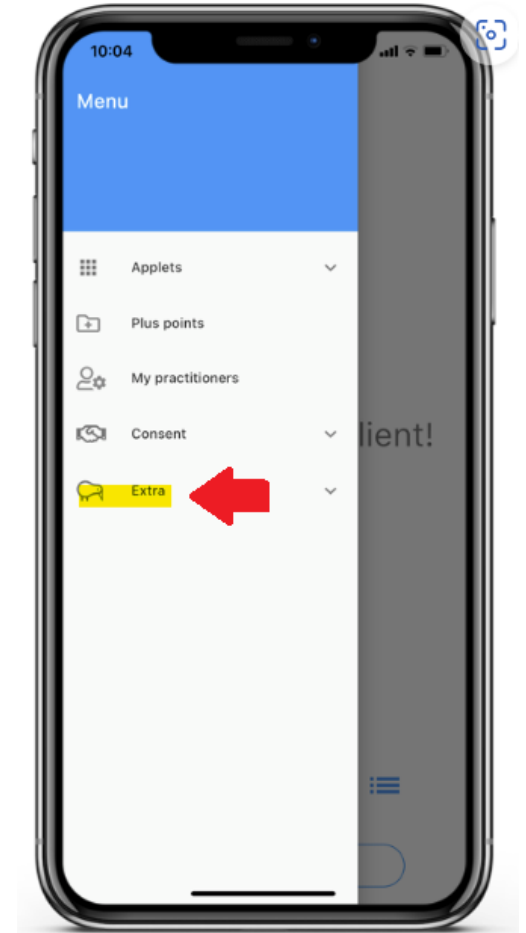 10:04
Menu
Applets
Plus points
My practitioners
Consent
lient!
Extra